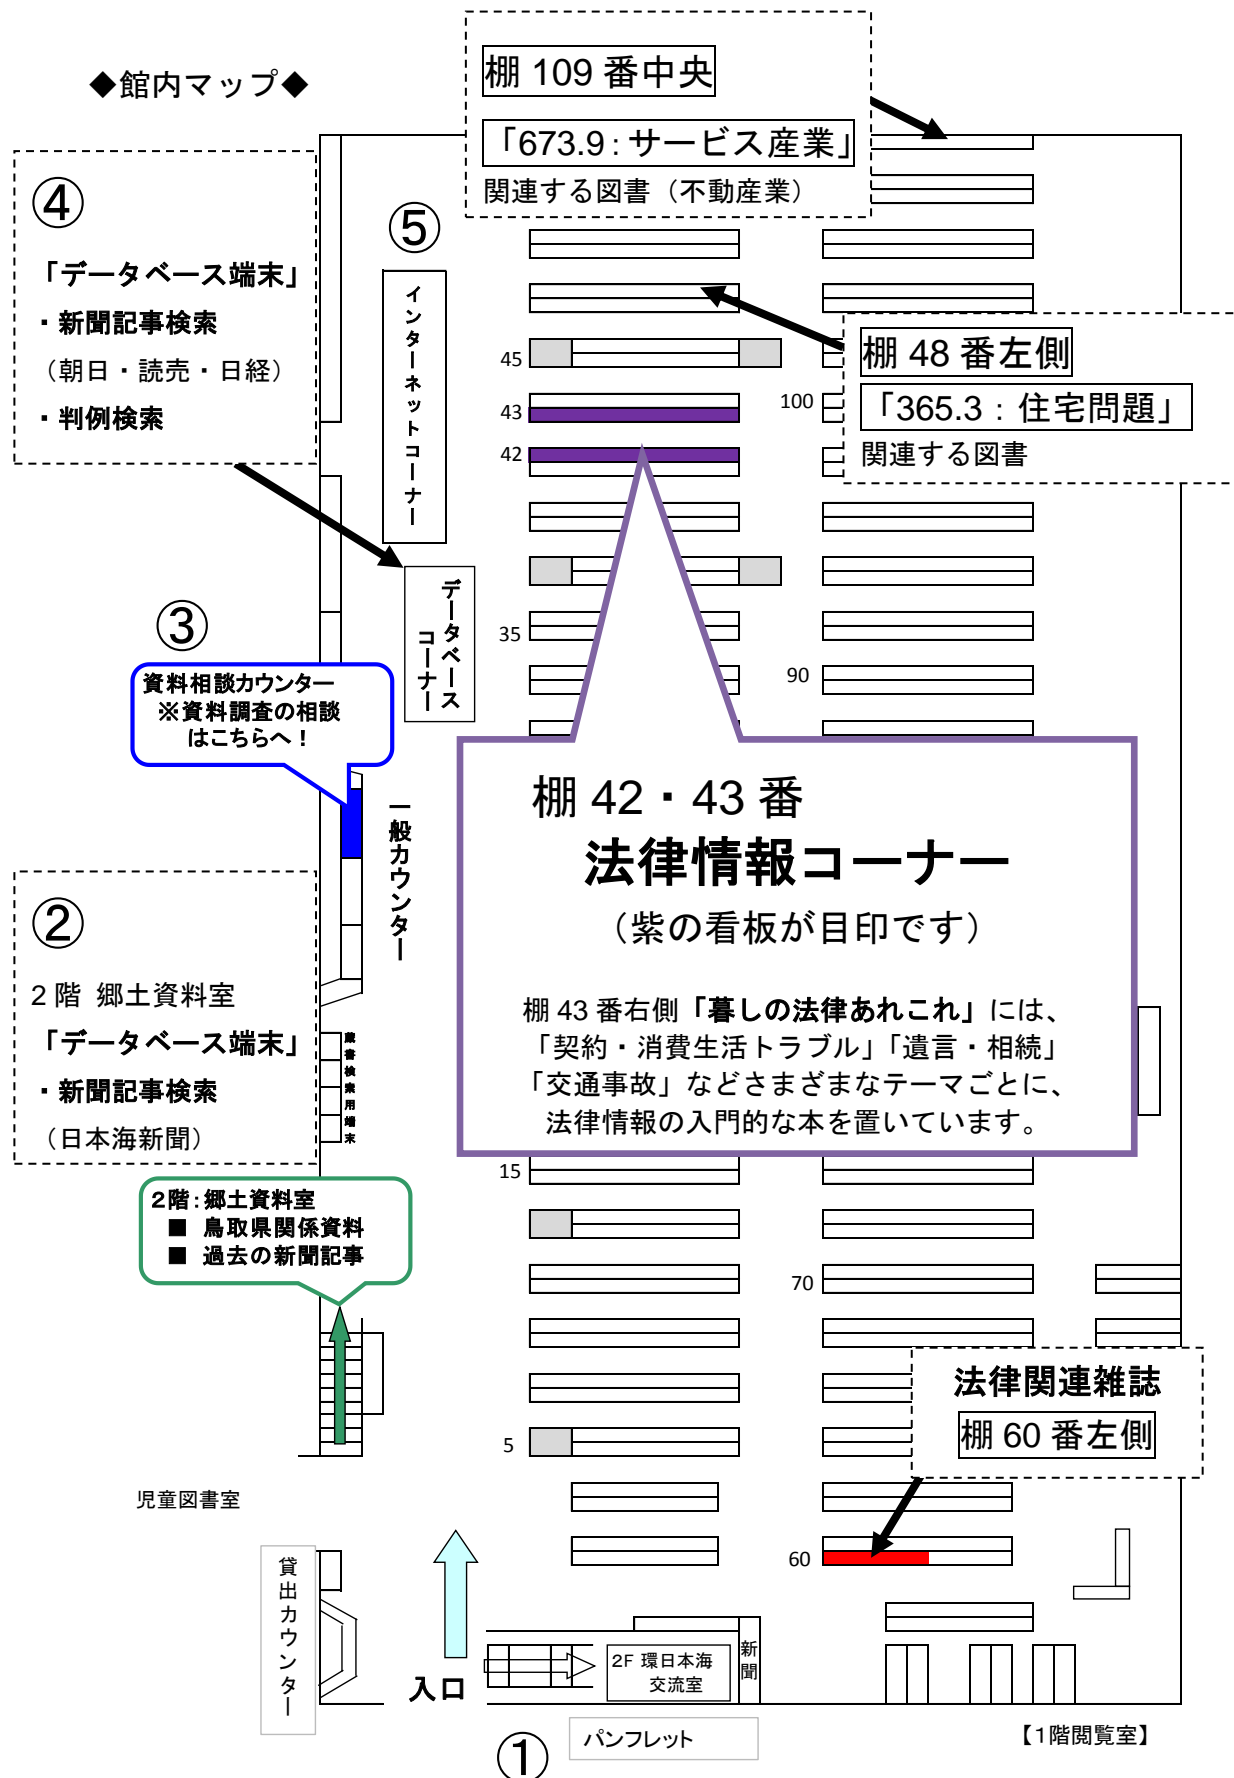 ◆館内マップ◆
棚 109 番中央
「673.9：サービス産業」
関連する図書（不動産業）
④
「データベース端末」
・新聞記事検索
（朝日・読売・日経）
・判例検索
⑤
インターネットコーナー
棚 48 番左側
「365.3：住宅問題」
関連する図書
45
43
42
100
データベース
コーナー
35
90
③
資料相談カウンター
※資料調査の相談
はこちらへ！
一般カウンター
棚 42・43 番
法律情報コーナー
（紫の看板が目印です）
棚 43 番右側「暮しの法律あれこれ」には、
「契約・消費生活トラブル」「遺言・相続」
「交通事故」などさまざまなテーマごとに、
法律情報の入門的な本を置いています。
②
2 階 郷土資料室
「データベース端末」
・新聞記事検索
（日本海新聞）
蔵書検索用端末
15
2階：郷土資料室
■ 鳥取県関係資料
■ 過去の新聞記事
70
法律関連雑誌
棚 60 番左側
5
児童図書室
60
貸出カウンター
入口
2F 環日本海
交流室
新聞
①
パンフレット
【1階閲覧室】